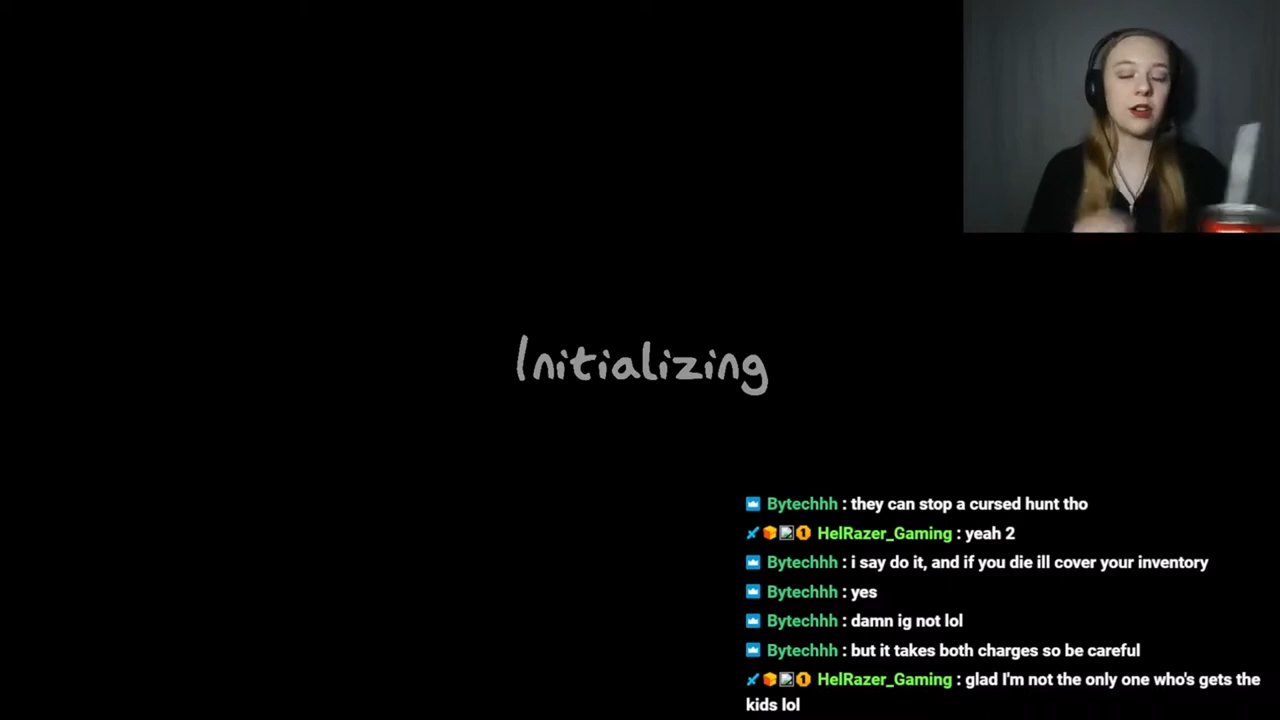 Initializing
Bytechhh : they can stop a cursed hunt tho
1 HelRazer_Gaming : yeah 2
Bytechhh : i say do it, and if you die ill cover your inventory
Bytechhh : yes
Bytechhh : damn ig not lol
Bytechhh : but it takes both charges so be careful
1 HelRazer_Gaming : glad I'm not the only one who's gets the
kids lol